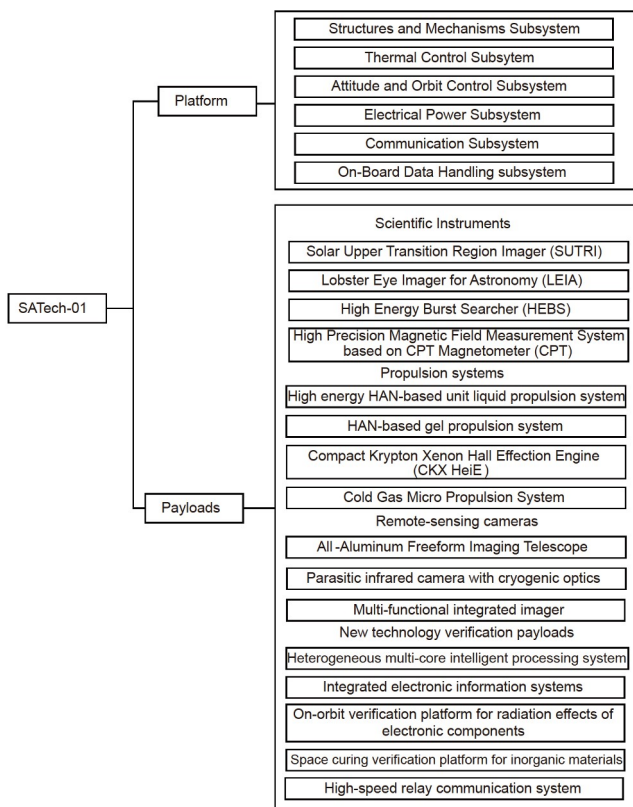 Structures and Mechanisms Subsystem
Thermal Control Subsytem
Attitude and Orbit Control Subsystem
Platform
Electrical Power Subsystem
Communication Subsystem
On-Board Data Handling subsystem
Scientific Instruments
Solar Upper Transition Region Imager (SUTRI)
Lobster Eye Imager for Astronomy (LEIA)
SATech-01
High Energy Burst Searcher (HEBS)
High Precision Magnetic Field Measurement System
based on CPT Magnetometer (CPT)
Propulsion systems
High energy HAN-based unit liquid propulsion system
HAN-based gel propulsion system
Compact Krypton Xenon Hall Effection Engine
(CKX HeiE)
Payloads
Cold Gas Micro Propulsion System
Remote-sensing cameras
All-Aluminum Freeform Imaging Telescope
Parasitic infrared camera with cryogenic optics
Multi-functional integrated imager
New technology verification payloads
Heterogeneous multi-core intelligent processing system
Integrated electronic information systems
On-orbit verification platform for radiation effects of
electronic components
Space curing verification platform for inorganic materials
High-speed relay communication system